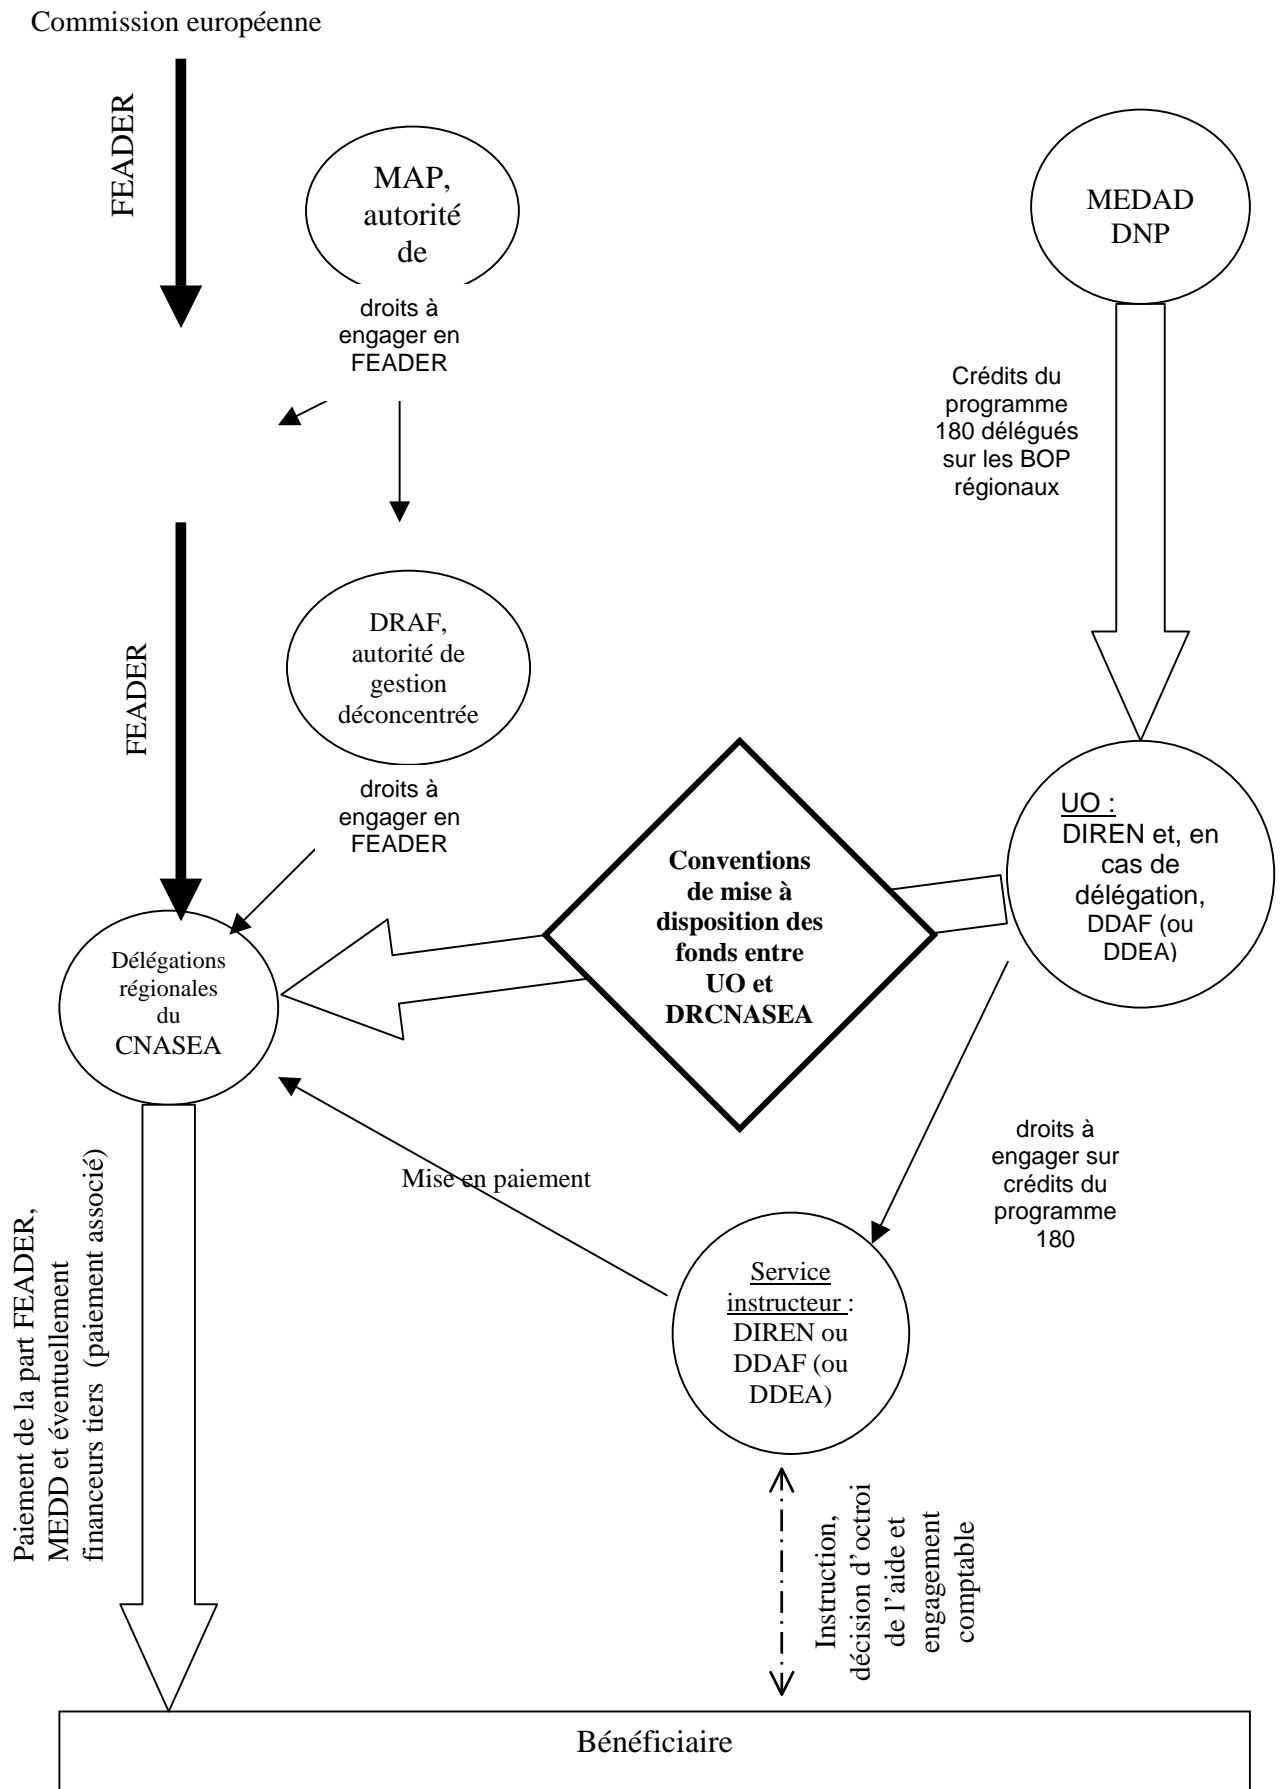 Commission européenne
FEADER
MAP,
autorité
de
MEDAD
DNP
droits à
engager en
FEADER
Crédits du
programme
180 délégués
sur les BOP
régionaux
FEADER
DRAF,
autorité de
gestion
déconcentrée
droits à
engager en
FEADER
UO :
DIREN et, en
cas de
délégation,
DDAF (ou
DDEA)
Conventions
de mise à
disposition des
fonds entre
UO et
DRCNASEA
Délégations
régionales
du
CNASEA
Mise en paiement
droits à
engager sur
crédits du
programme
180
Paiement de la part FEADER,
MEDD et éventuellement
financeurs tiers (paiement associé)
Service
instructeur :
DIREN ou
DDAF (ou
DDEA)
Instruction,
décision d’octroi
de l’aide et
engagement
comptable
Bénéficiaire